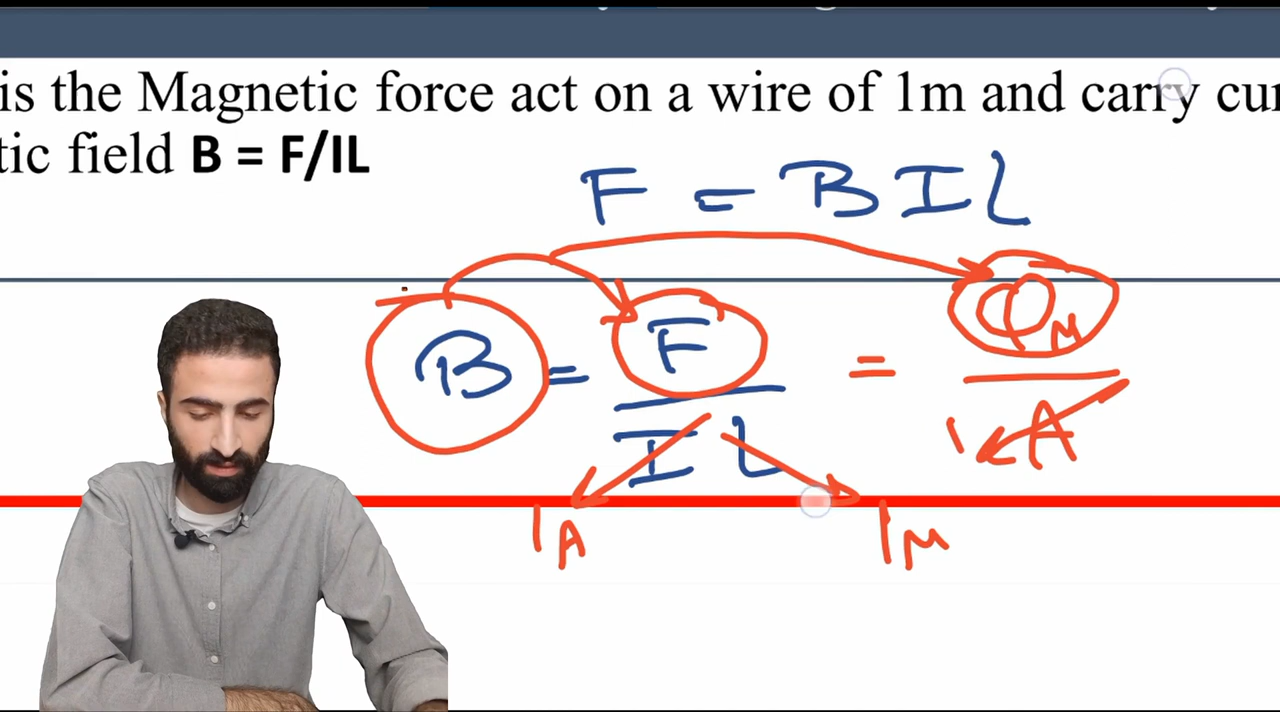 is the Magnetic force act on a wire of 1m and carry cur
tic field B = F/IL
F = BIL
B = F / IL = φM / A
1
1A
1M